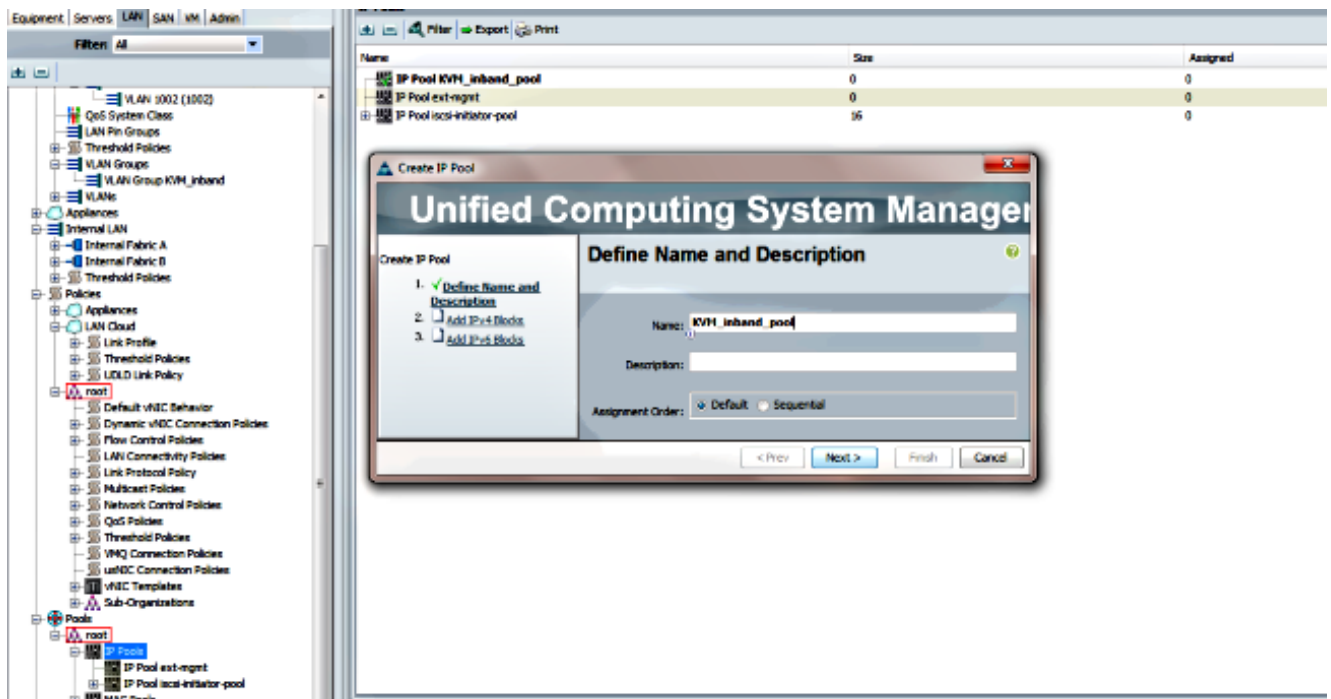 Equipment Servers LAN SAN VM Admin
Filter: All
VLAN 1002 (1002)
QoS System Class
LAN Pin Groups
Threshold Policies
VLAN Groups
VLAN Group KVM_inband
VLANs
Appliances
Internal LAN
Internal Fabric A
Internal Fabric B
Threshold Policies
Policies
Appliances
LAN Cloud
Link Profile
Threshold Policies
UDLD Link Policy
root
Default vNIC Behavior
Dynamic vNIC Connection Policies
Flow Control Policies
LAN Connectivity Policies
Link Protocol Policy
Multicast Policies
Network Control Policies
QoS Policies
Threshold Policies
VMQ Connection Policies
usNIC Connection Policies
vNIC Templates
Sub-Organizations
Pools
root
IP Pools
IP Pool ext-mgmt
IP Pool iscsi-initiator-pool
MAC Pools
IP Pools
Filter Export Print
Name Size Assigned
IP Pool KVM_inband_pool 0 0
IP Pool ext-mgmt 0 0
IP Pool iscsi-initiator-pool 16 0
Create IP Pool
Unified Computing System Manager
Create IP Pool
1. Define Name and
Description
2. Add IPv4 Blocks
3. Add IPv6 Blocks
Define Name and Description
Name: KVM_inband_pool
Description:
Assignment Order: Default Sequential
< Prev Next > Finish Cancel